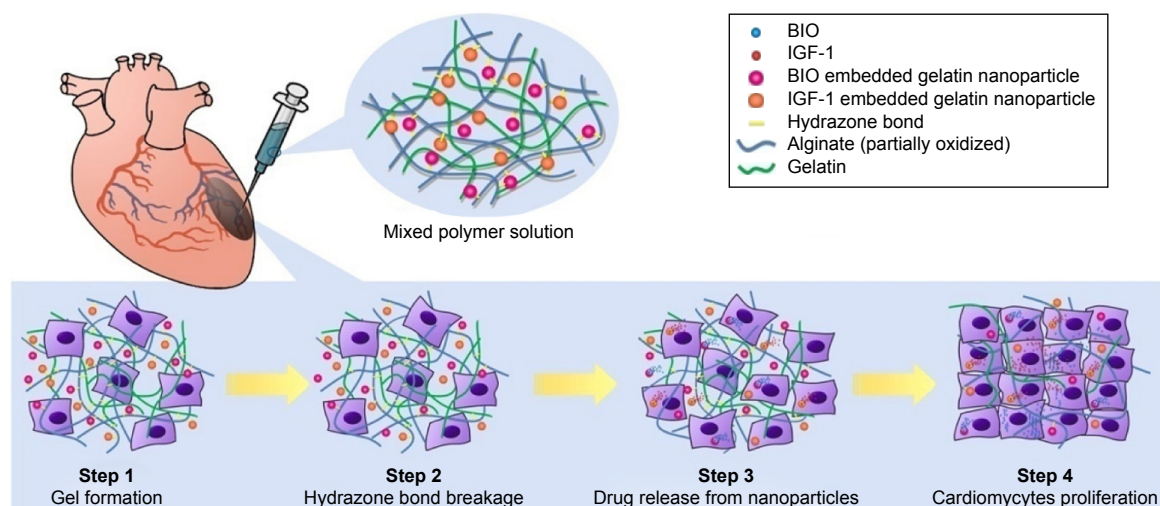 BIO
IGF-1
BIO embedded gelatin nanoparticle
IGF-1 embedded gelatin nanoparticle
Hydrazone bond
Alginate (partially oxidized)
Gelatin
Mixed polymer solution
Step 1
Gel formation
Step 2
Hydrazone bond breakage
Step 3
Drug release from nanoparticles
Step 4
Cardiomycytes proliferation